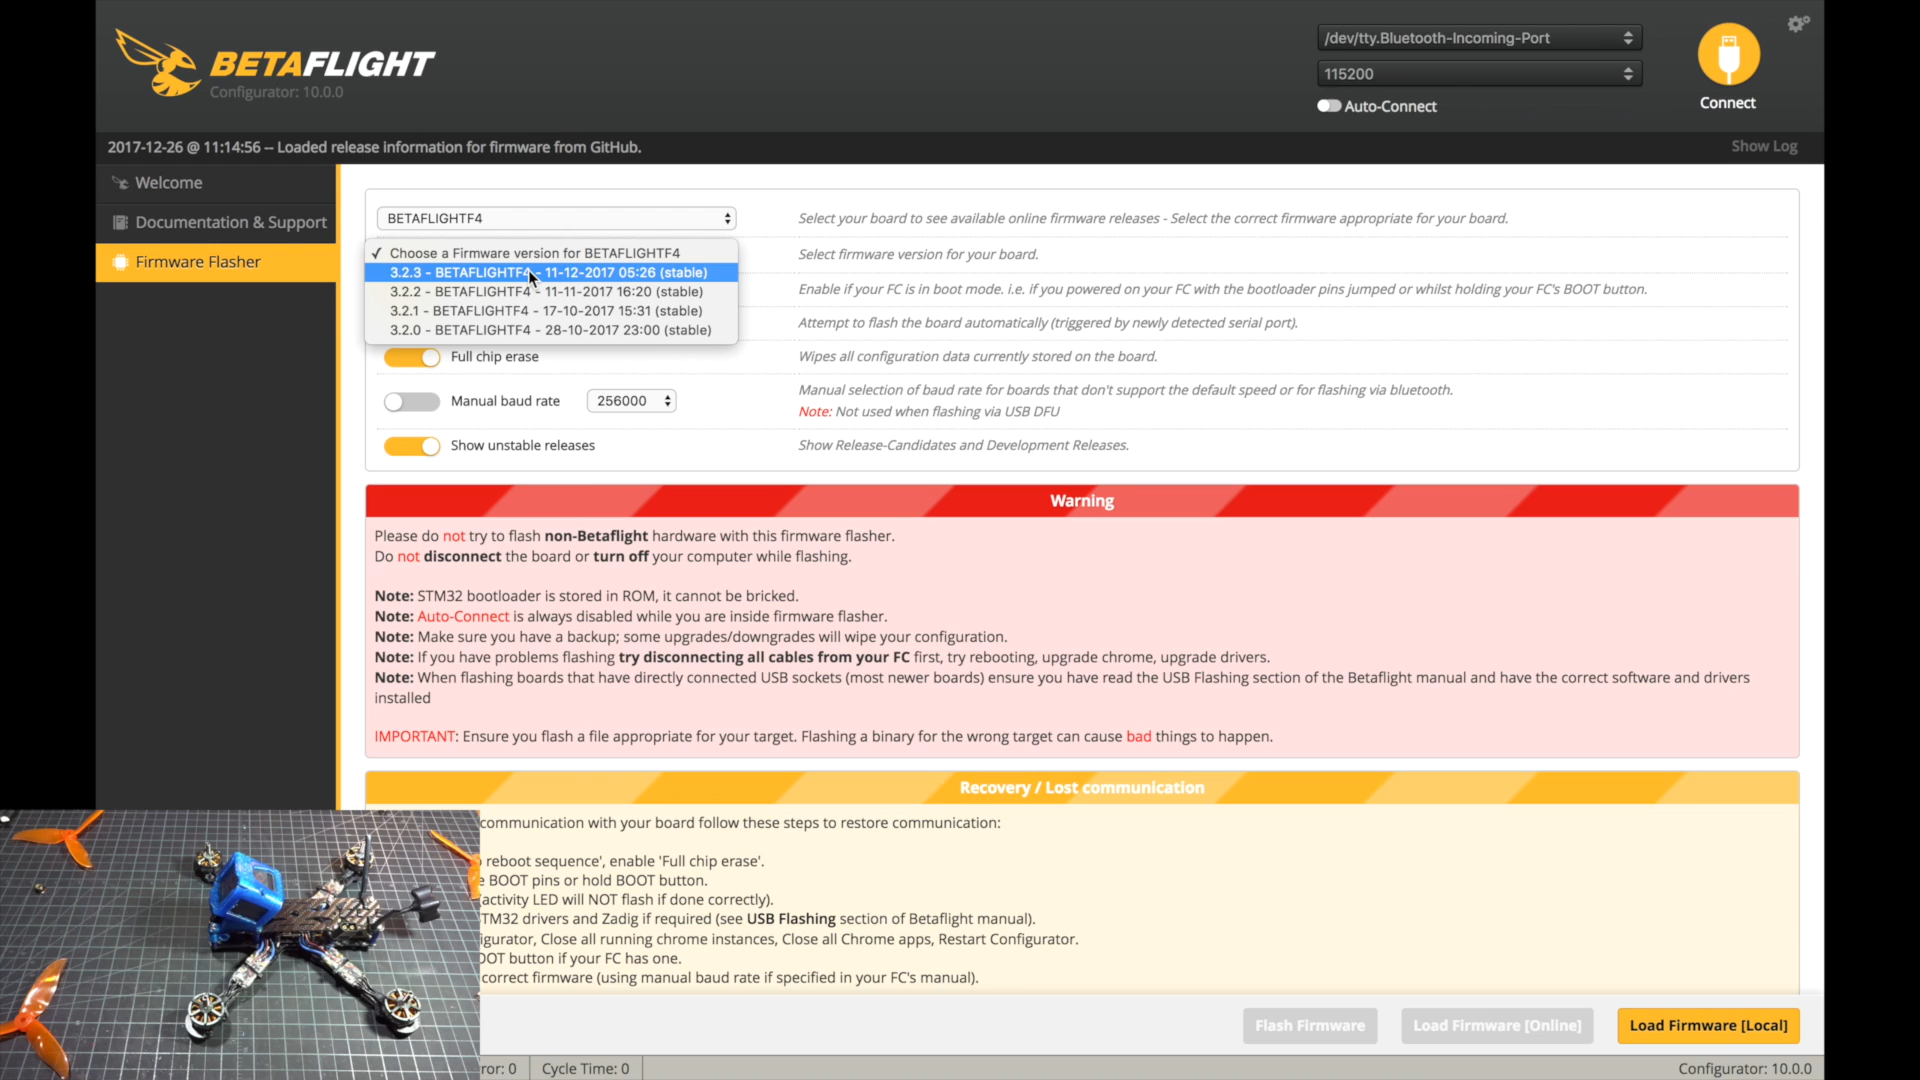 BETAFLIGHT
Configurator: 10.0.0
/dev/tty.Bluetooth-Incoming-Port
115200
Auto-Connect
Connect
2017-12-26 @ 11:14:56 -- Loaded release information for firmware from GitHub.
Show Log
Welcome
Documentation & Support
Firmware Flasher
BETAFLIGHTF4
Select your board to see available online firmware releases - Select the correct firmware appropriate for your board.
✓ Choose a Firmware version for BETAFLIGHTF4
Select firmware version for your board.
3.2.3 - BETAFLIGHTF4 - 11-12-2017 05:26 (stable)
3.2.2 - BETAFLIGHTF4 - 11-11-2017 16:20 (stable)
Enable if your FC is in boot mode. i.e. if you powered on your FC with the bootloader pins jumped or whilst holding your FC's BOOT button.
3.2.1 - BETAFLIGHTF4 - 17-10-2017 15:31 (stable)
3.2.0 - BETAFLIGHTF4 - 28-10-2017 23:00 (stable)
Attempt to flash the board automatically (triggered by newly detected serial port).
Full chip erase
Wipes all configuration data currently stored on the board.
Manual baud rate
256000
Manual selection of baud rate for boards that don't support the default speed or for flashing via bluetooth.
Note: Not used when flashing via USB DFU
Show unstable releases
Show Release-Candidates and Development Releases.
Warning
Please do not try to flash non-Betaflight hardware with this firmware flasher.
Do not disconnect the board or turn off your computer while flashing.
Note: STM32 bootloader is stored in ROM, it cannot be bricked.
Note: Auto-Connect is always disabled while you are inside firmware flasher.
Note: Make sure you have a backup; some upgrades/downgrades will wipe your configuration.
Note: If you have problems flashing try disconnecting all cables from your FC first, try rebooting, upgrade chrome, upgrade drivers.
Note: When flashing boards that have directly connected USB sockets (most newer boards) ensure you have read the USB Flashing section of the Betaflight manual and have the correct software and drivers
installed
IMPORTANT: Ensure you flash a file appropriate for your target. Flashing a binary for the wrong target can cause bad things to happen.
Recovery / Lost communication
communication with your board follow these steps to restore communication:
reboot sequence', enable 'Full chip erase'.
BOOT pins or hold BOOT button.
(activity LED will NOT flash if done correctly).
TM32 drivers and Zadig if required (see USB Flashing section of Betaflight manual).
igurator, Close all running chrome instances, Close all Chrome apps, Restart Configurator.
OOT button if your FC has one.
correct firmware (using manual baud rate if specified in your FC's manual).
Flash Firmware
Load Firmware [Online]
Load Firmware [Local]
ror: 0
Cycle Time: 0
Configurator: 10.0.0